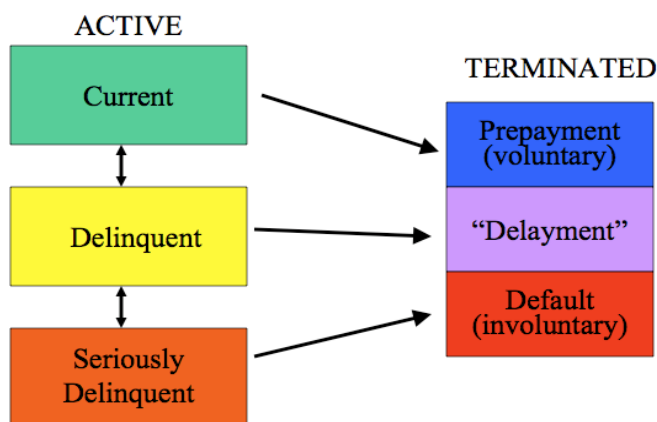 ACTIVE
Current
Delinquent
Seriously
Delinquent
TERMINATED
Prepayment
(voluntary)
“Delayment”
Default
(involuntary)